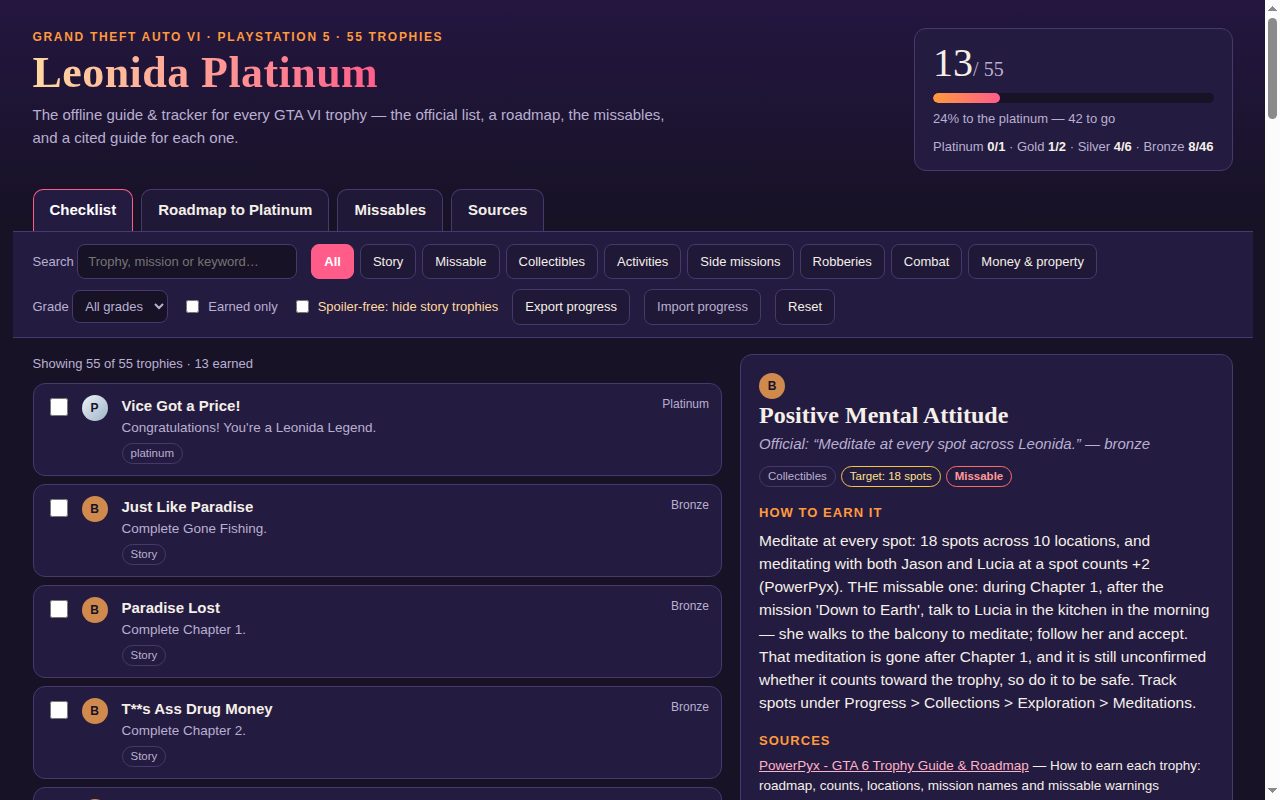 GRAND THEFT AUTO VI · PLAYSTATION 5 · 55 TROPHIES
Leonida Platinum
The offline guide & tracker for every GTA VI trophy — the official list, a roadmap, the missables,
and a cited guide for each one.
13/ 55
24% to the platinum — 42 to go
Platinum 0/1 · Gold 1/2 · Silver 4/6 · Bronze 8/46
Checklist
Roadmap to Platinum
Missables
Sources
Search
Trophy, mission or keyword…
All
Story
Missable
Collectibles
Activities
Side missions
Robberies
Combat
Money & property
Grade
All grades
Earned only
Spoiler-free: hide story trophies
Export progress
Import progress
Reset
Showing 55 of 55 trophies · 13 earned
P
Vice Got a Price!
Platinum
Congratulations! You're a Leonida Legend.
platinum
B
Just Like Paradise
Bronze
Complete Gone Fishing.
Story
B
Paradise Lost
Bronze
Complete Chapter 1.
Story
B
T**s Ass Drug Money
Bronze
Complete Chapter 2.
Story
B
Positive Mental Attitude
Official: “Meditate at every spot across Leonida.” — bronze
Collectibles
Target: 18 spots
Missable
HOW TO EARN IT
Meditate at every spot: 18 spots across 10 locations, and
meditating with both Jason and Lucia at a spot counts +2
(PowerPyx). THE missable one: during Chapter 1, after the
mission 'Down to Earth', talk to Lucia in the kitchen in the morning
— she walks to the balcony to meditate; follow her and accept.
That meditation is gone after Chapter 1, and it is still unconfirmed
whether it counts toward the trophy, so do it to be safe. Track
spots under Progress > Collections > Exploration > Meditations.
SOURCES
PowerPyx - GTA 6 Trophy Guide & Roadmap — How to earn each trophy:
roadmap, counts, locations, mission names and missable warnings